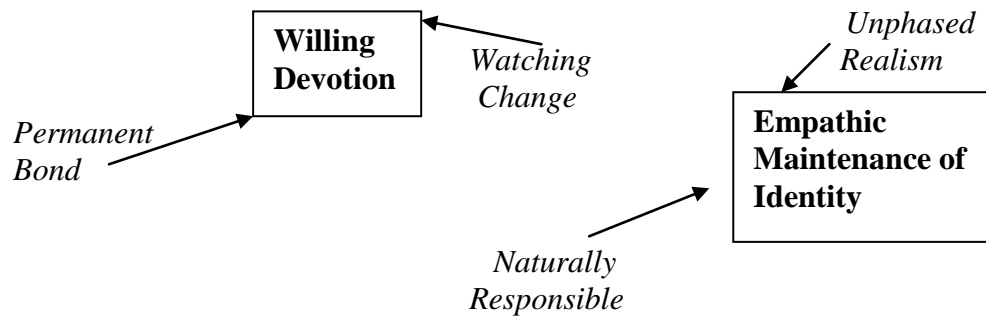 Willing
Devotion
Watching
Change
Permanent
Bond
Unphased
Realism
Empathic
Maintenance of
Identity
Naturally
Responsible